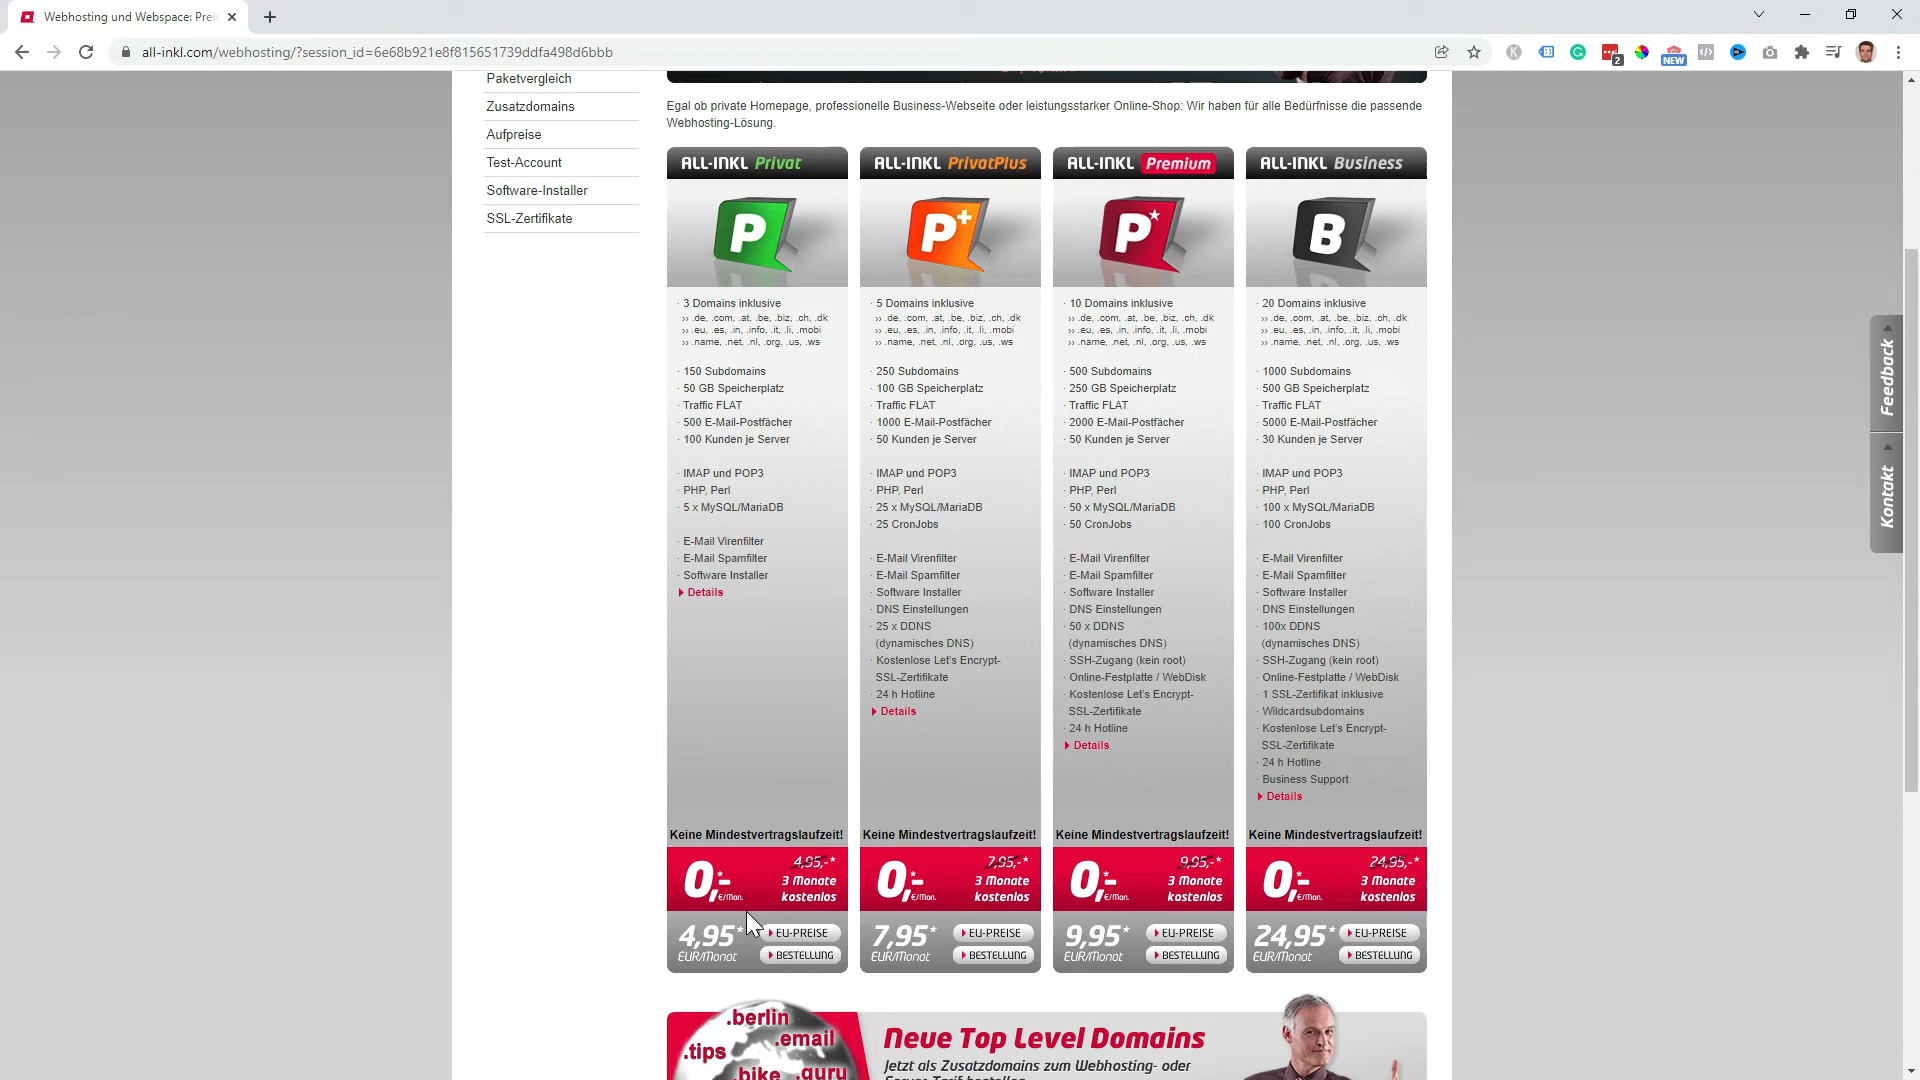 Webhosting und Webspace: Prei
all-inkl.com/webhosting/?session_id=6e68b921e8f815651739ddfa498d6bbb
2
NEW
Paketvergleich
Zusatzdomains
Aufpreise
Test-Account
Software-Installer
SSL-Zertifikate
Egal ob private Homepage, professionelle Business-Webseite oder leistungsstarker Online-Shop: Wir haben für alle Bedürfnisse die passende
Webhosting-Lösung.
ALL-INKL Privat
P
· 3 Domains inklusive
›› .de, .com, .at, .be, .biz, .ch, .dk
›› .eu, .es, .in, .info, .it, .li, .mobi
›› .name, .net, .nl, .org, .us, .ws
· 150 Subdomains
· 50 GB Speicherplatz
· Traffic FLAT
· 500 E-Mail-Postfächer
· 100 Kunden je Server
· IMAP und POP3
· PHP, Perl
· 5 x MySQL/MariaDB
· E-Mail Virenfilter
· E-Mail Spamfilter
· Software Installer
Details
Keine Mindestvertragslaufzeit!
0,-* €/Mon.
4,95,-*
3 Monate
kostenlos
4,95*
EUR/Monat
EU-PREISE
BESTELLUNG
ALL-INKL PrivatPlus
P+
· 5 Domains inklusive
›› .de, .com, .at, .be, .biz, .ch, .dk
›› .eu, .es, .in, .info, .it, .li, .mobi
›› .name, .net, .nl, .org, .us, .ws
· 250 Subdomains
· 100 GB Speicherplatz
· Traffic FLAT
· 1000 E-Mail-Postfächer
· 50 Kunden je Server
· IMAP und POP3
· PHP, Perl
· 25 x MySQL/MariaDB
· 25 CronJobs
· E-Mail Virenfilter
· E-Mail Spamfilter
· Software Installer
· DNS Einstellungen
· 25 x DDNS
(dynamisches DNS)
· Kostenlose Let's Encrypt-
SSL-Zertifikate
· 24 h Hotline
Details
Keine Mindestvertragslaufzeit!
0,-* €/Mon.
7,95,-*
3 Monate
kostenlos
7,95*
EUR/Monat
EU-PREISE
BESTELLUNG
ALL-INKL Premium
P
· 10 Domains inklusive
›› .de, .com, .at, .be, .biz, .ch, .dk
›› .eu, .es, .in, .info, .it, .li, .mobi
›› .name, .net, .nl, .org, .us, .ws
· 500 Subdomains
· 250 GB Speicherplatz
· Traffic FLAT
· 2000 E-Mail-Postfächer
· 50 Kunden je Server
· IMAP und POP3
· PHP, Perl
· 50 x MySQL/MariaDB
· 50 CronJobs
· E-Mail Virenfilter
· E-Mail Spamfilter
· Software Installer
· DNS Einstellungen
· 50 x DDNS
(dynamisches DNS)
· SSH-Zugang (kein root)
· Online-Festplatte / WebDisk
· Kostenlose Let's Encrypt-
SSL-Zertifikate
· 24 h Hotline
Details
Keine Mindestvertragslaufzeit!
0,-* €/Mon.
9,95,-*
3 Monate
kostenlos
9,95*
EUR/Monat
EU-PREISE
BESTELLUNG
ALL-INKL Business
B
· 20 Domains inklusive
›› .de, .com, .at, .be, .biz, .ch, .dk
›› .eu, .es, .in, .info, .it, .li, .mobi
›› .name, .net, .nl, .org, .us, .ws
· 1000 Subdomains
· 500 GB Speicherplatz
· Traffic FLAT
· 5000 E-Mail-Postfächer
· 30 Kunden je Server
· IMAP und POP3
· PHP, Perl
· 100 x MySQL/MariaDB
· 100 CronJobs
· E-Mail Virenfilter
· E-Mail Spamfilter
· Software Installer
· DNS Einstellungen
· 100x DDNS
(dynamisches DNS)
· SSH-Zugang (kein root)
· Online-Festplatte / WebDisk
· 1 SSL-Zertifikat inklusive
· Wildcardsubdomains
· Kostenlose Let's Encrypt-
SSL-Zertifikate
· 24 h Hotline
· Business Support
Details
Keine Mindestvertragslaufzeit!
0,-* €/Mon.
24,95,-*
3 Monate
kostenlos
24,95*
EUR/Monat
EU-PREISE
BESTELLUNG
Feedback
Kontakt
.berlin
.email
.tips
.bike
.guru
Neue Top Level Domains
Jetzt als Zusatzdomains zum Webhosting- oder
Server-Tarif bestellen